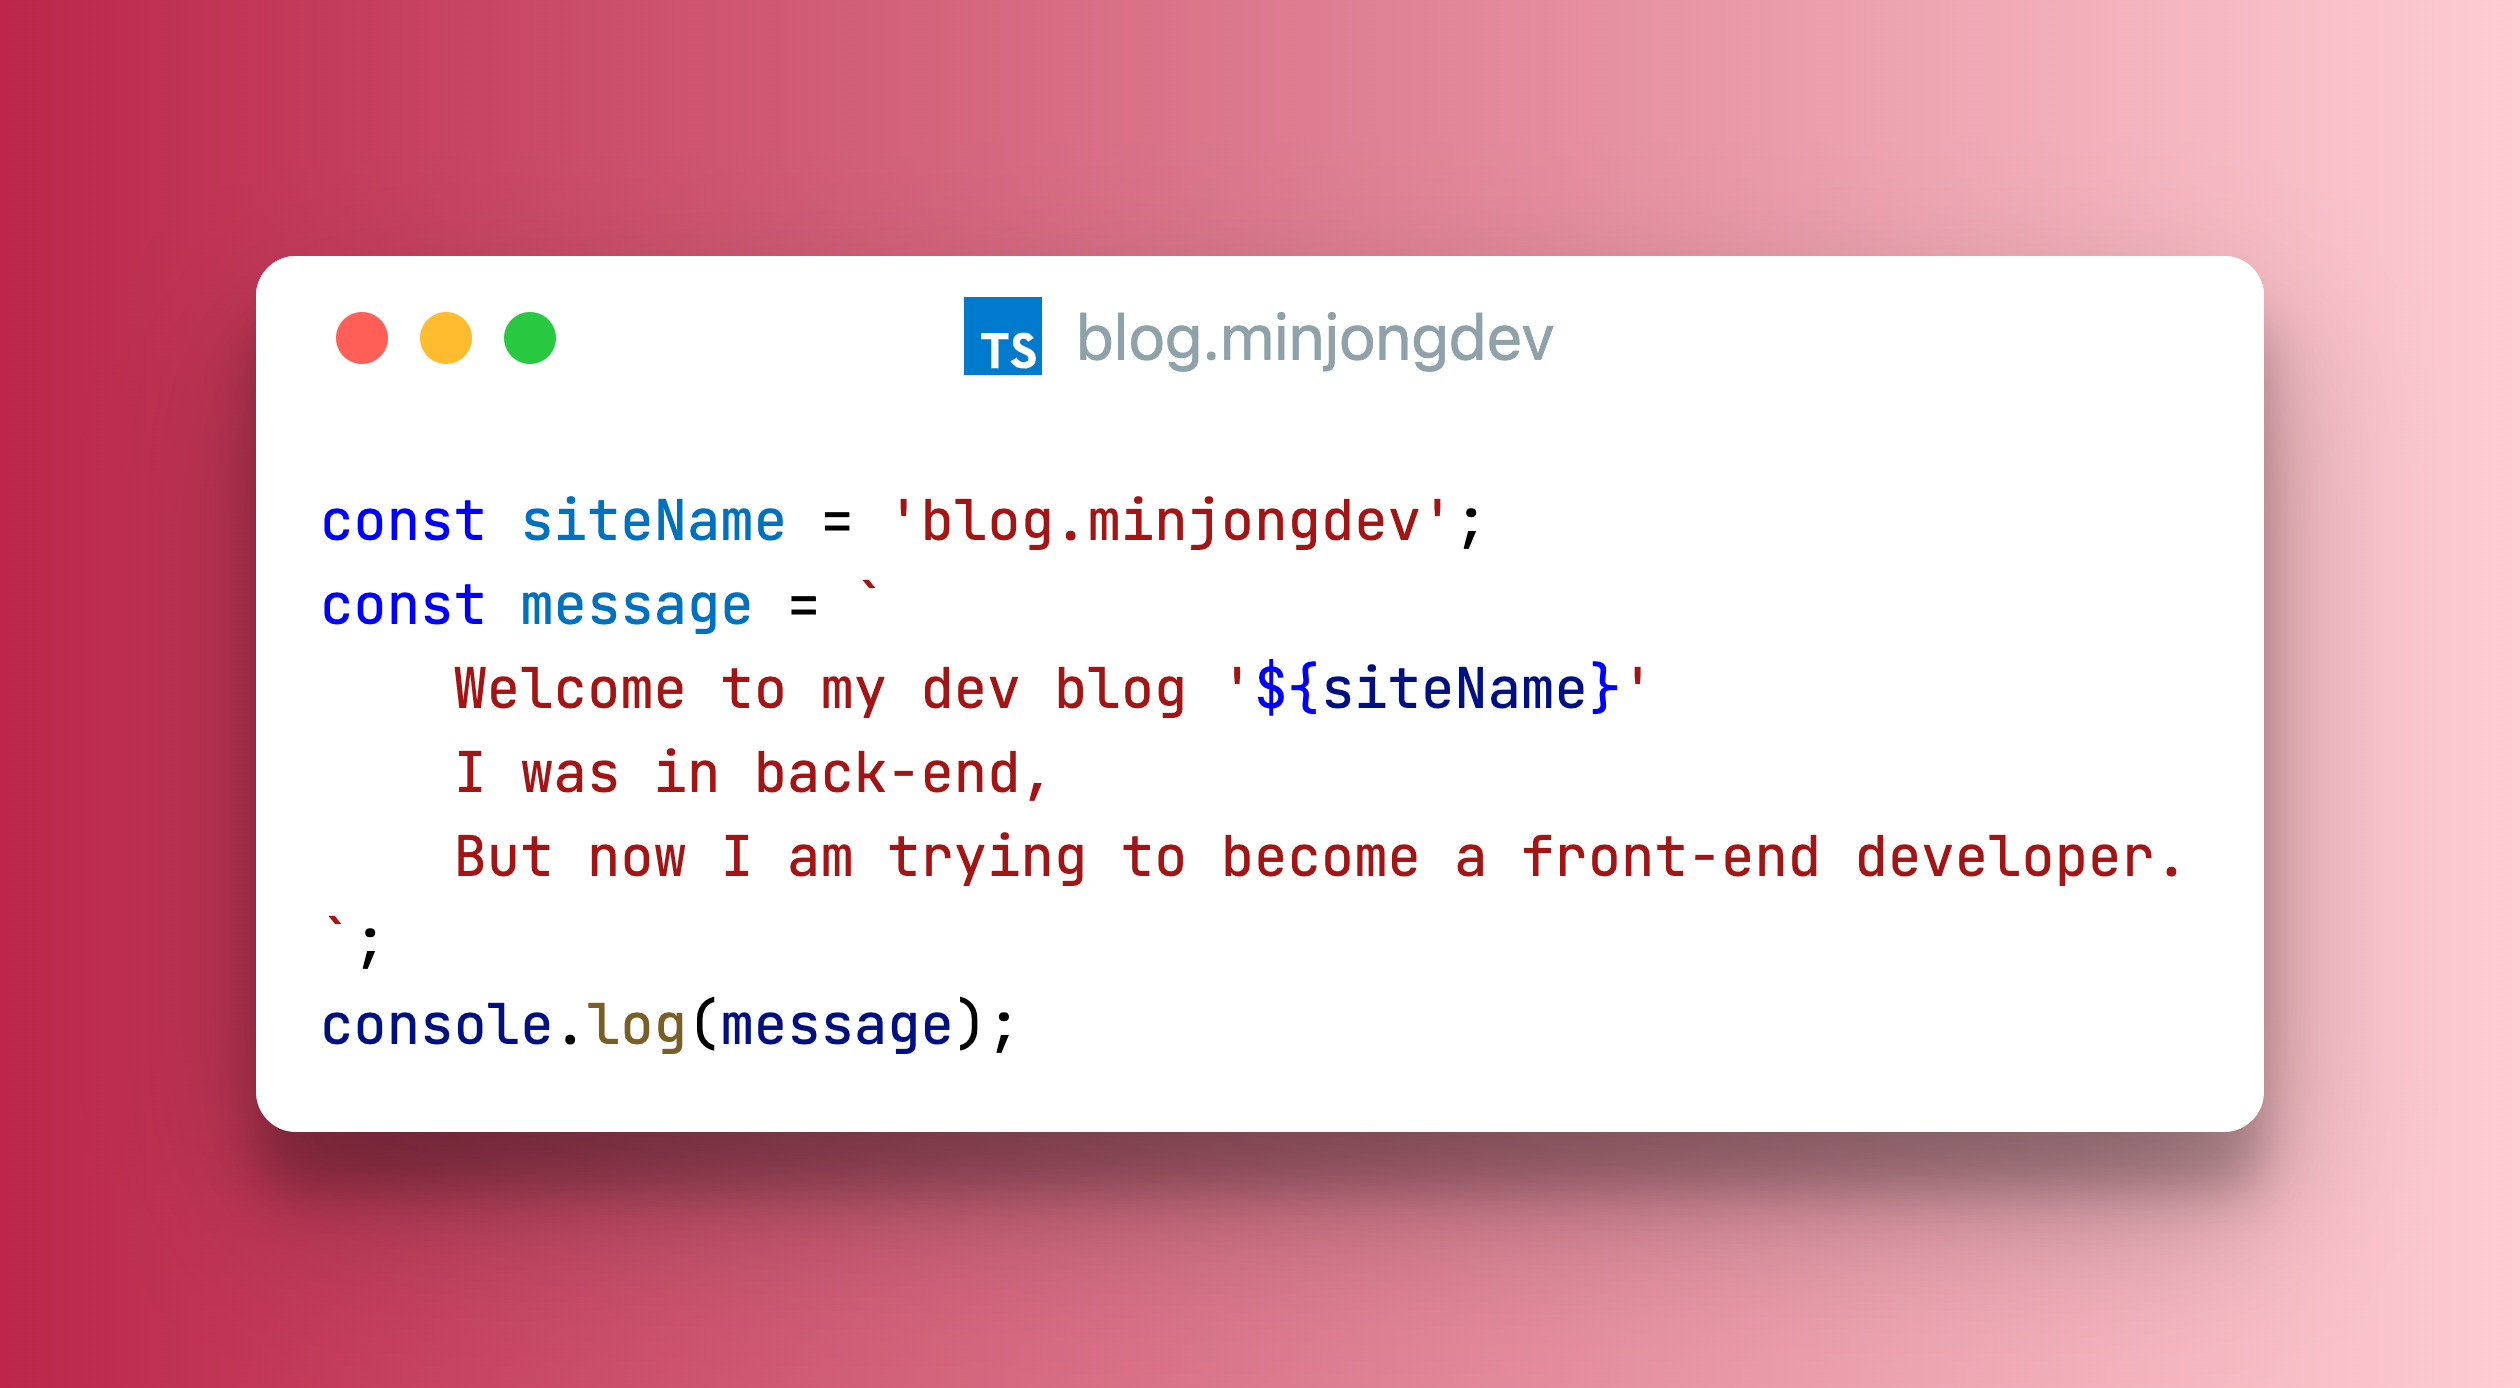 TS blog.minjongdev
const siteName = 'blog.minjongdev';
const message = `
    Welcome to my dev blog '${siteName}'
    I was in back-end,
    But now I am trying to become a front-end developer.
`;
console.log(message);